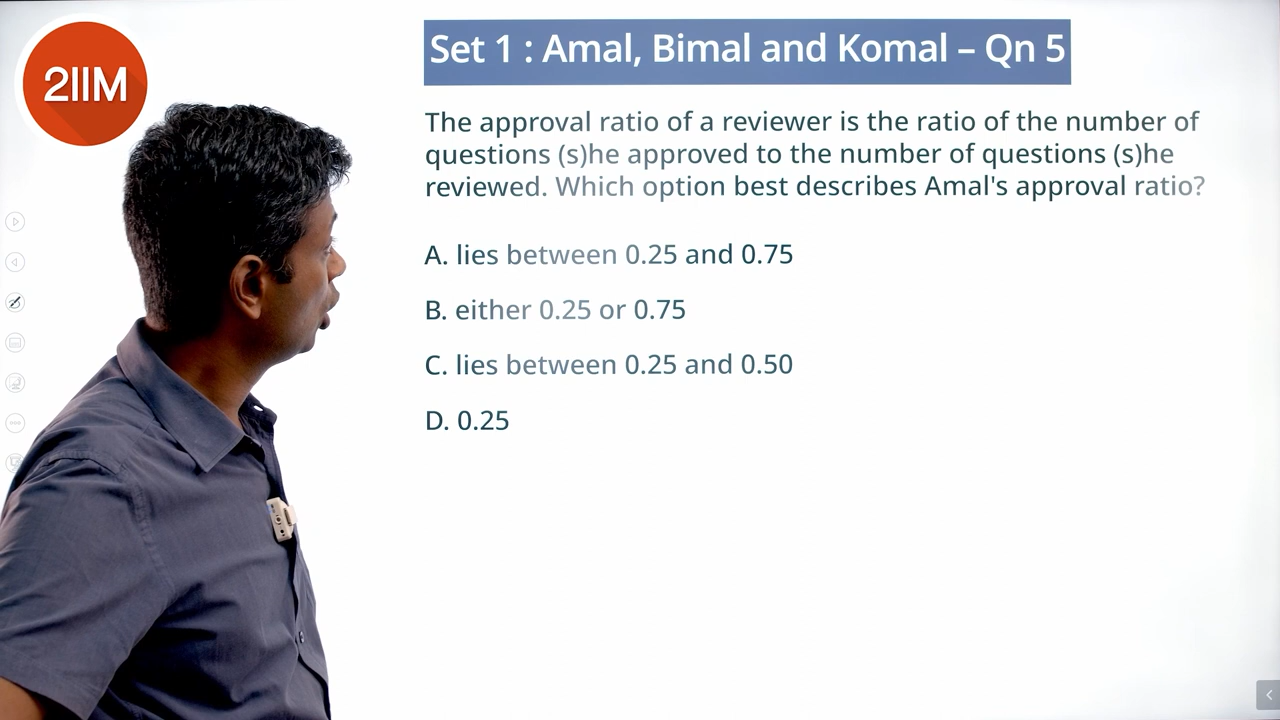 2IIM
Set 1 : Amal, Bimal and Komal – Qn 5
The approval ratio of a reviewer is the ratio of the number of
questions (s)he approved to the number of questions (s)he
reviewed. Which option best describes Amal's approval ratio?
A. lies between 0.25 and 0.75
B. either 0.25 or 0.75
C. lies between 0.25 and 0.50
D. 0.25